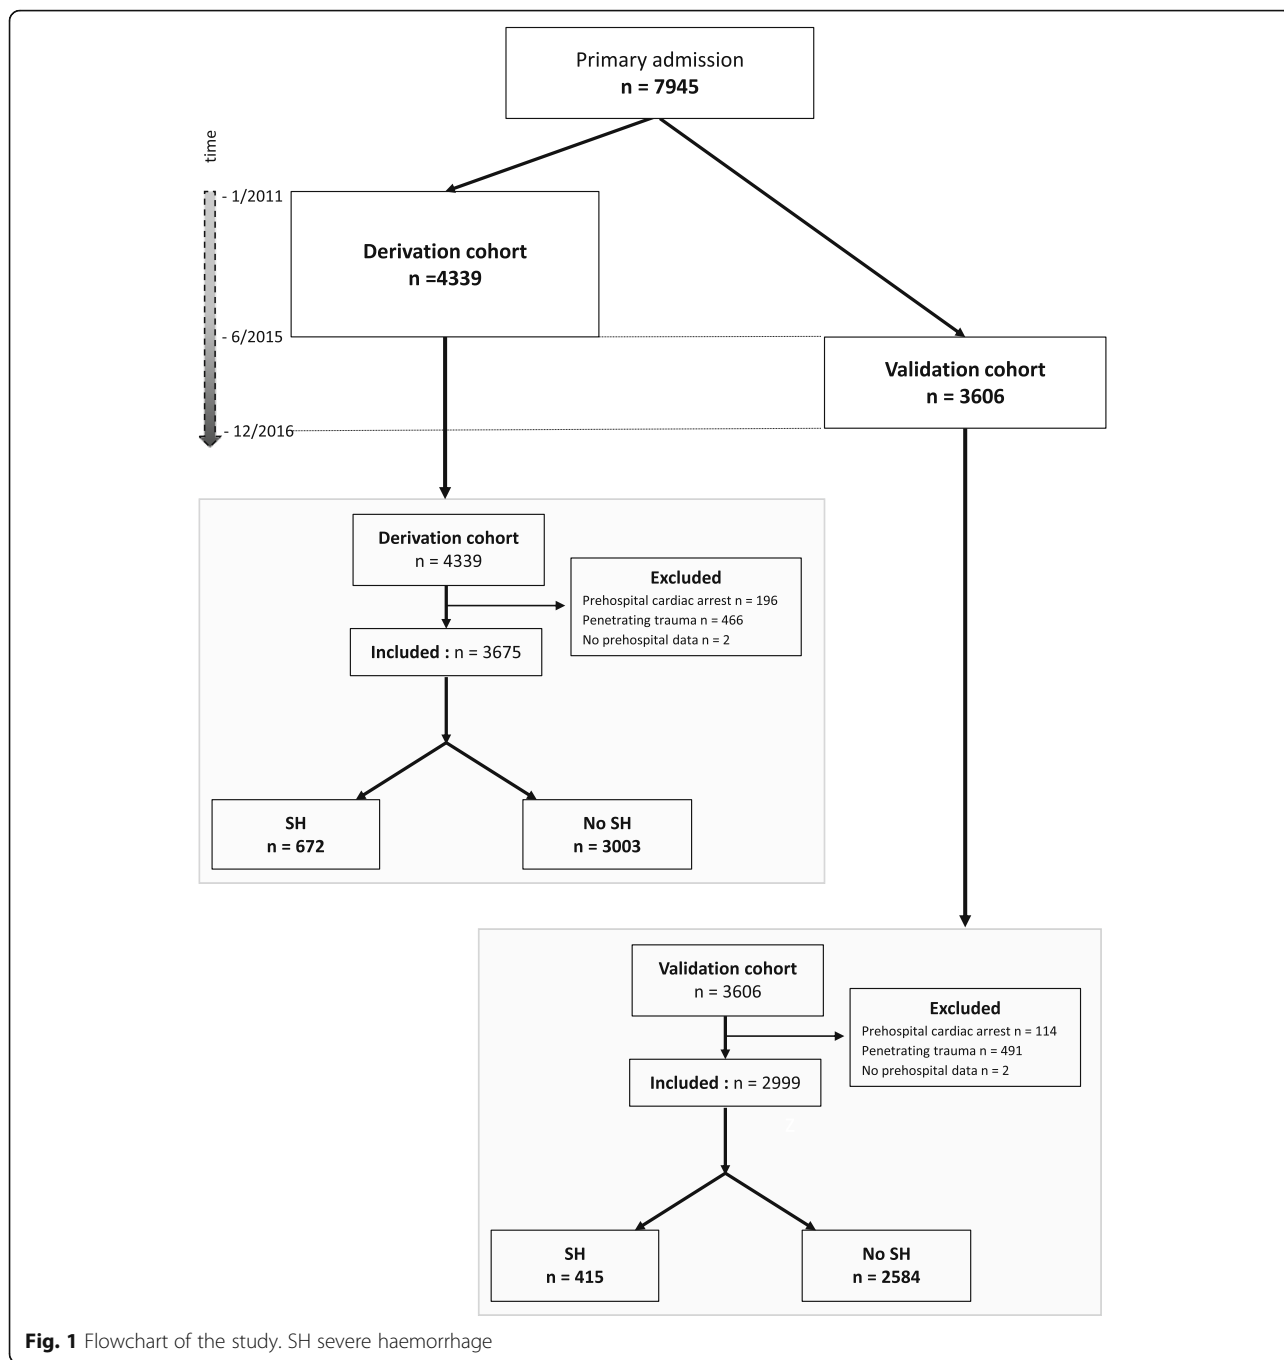 Primary admission
n = 7945
time
- 1/2011
Derivation cohort
n =4339
- 6/2015
Validation cohort
n = 3606
- 12/2016
Derivation cohort
n = 4339
Excluded
Prehospital cardiac arrest n = 196
Penetrating trauma n = 466
No prehospital data n = 2
Included : n = 3675
SH
n = 672
No SH
n = 3003
Validation cohort
n = 3606
Excluded
Prehospital cardiac arrest n = 114
Penetrating trauma n = 491
No prehospital data n = 2
Included : n = 2999
2
SH
n = 415
No SH
n = 2584
Fig. 1 Flowchart of the study. SH severe haemorrhage